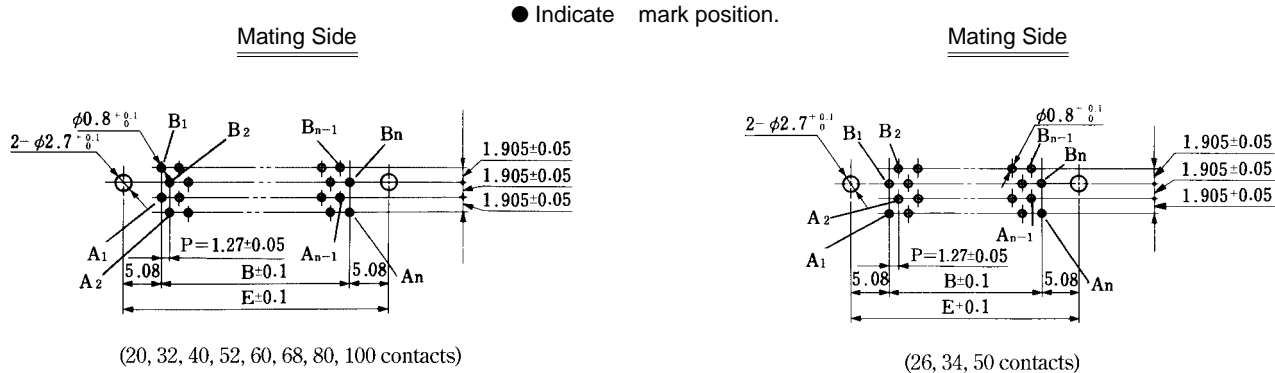 ● Indicate mark position.
Mating Side
φ0.8 +0.1 0
2-φ2.7 +0.1 0
B1
B2
Bn-1
Bn
1.905±0.05
1.905±0.05
1.905±0.05
A1
A2
P=1.27±0.05
An-1
An
5.08
B±0.1
5.08
E±0.1
(20, 32, 40, 52, 60, 68, 80, 100 contacts)
Mating Side
2-φ2.7 +0.1 0
B1
B2
φ0.8 +0.1 0
Bn-1
Bn
1.905±0.05
1.905±0.05
1.905+0.05
A2
A1
An-1
P=1.27±0.05
An
5.08
B±0.1
5.08
E+0.1
(26, 34, 50 contacts)